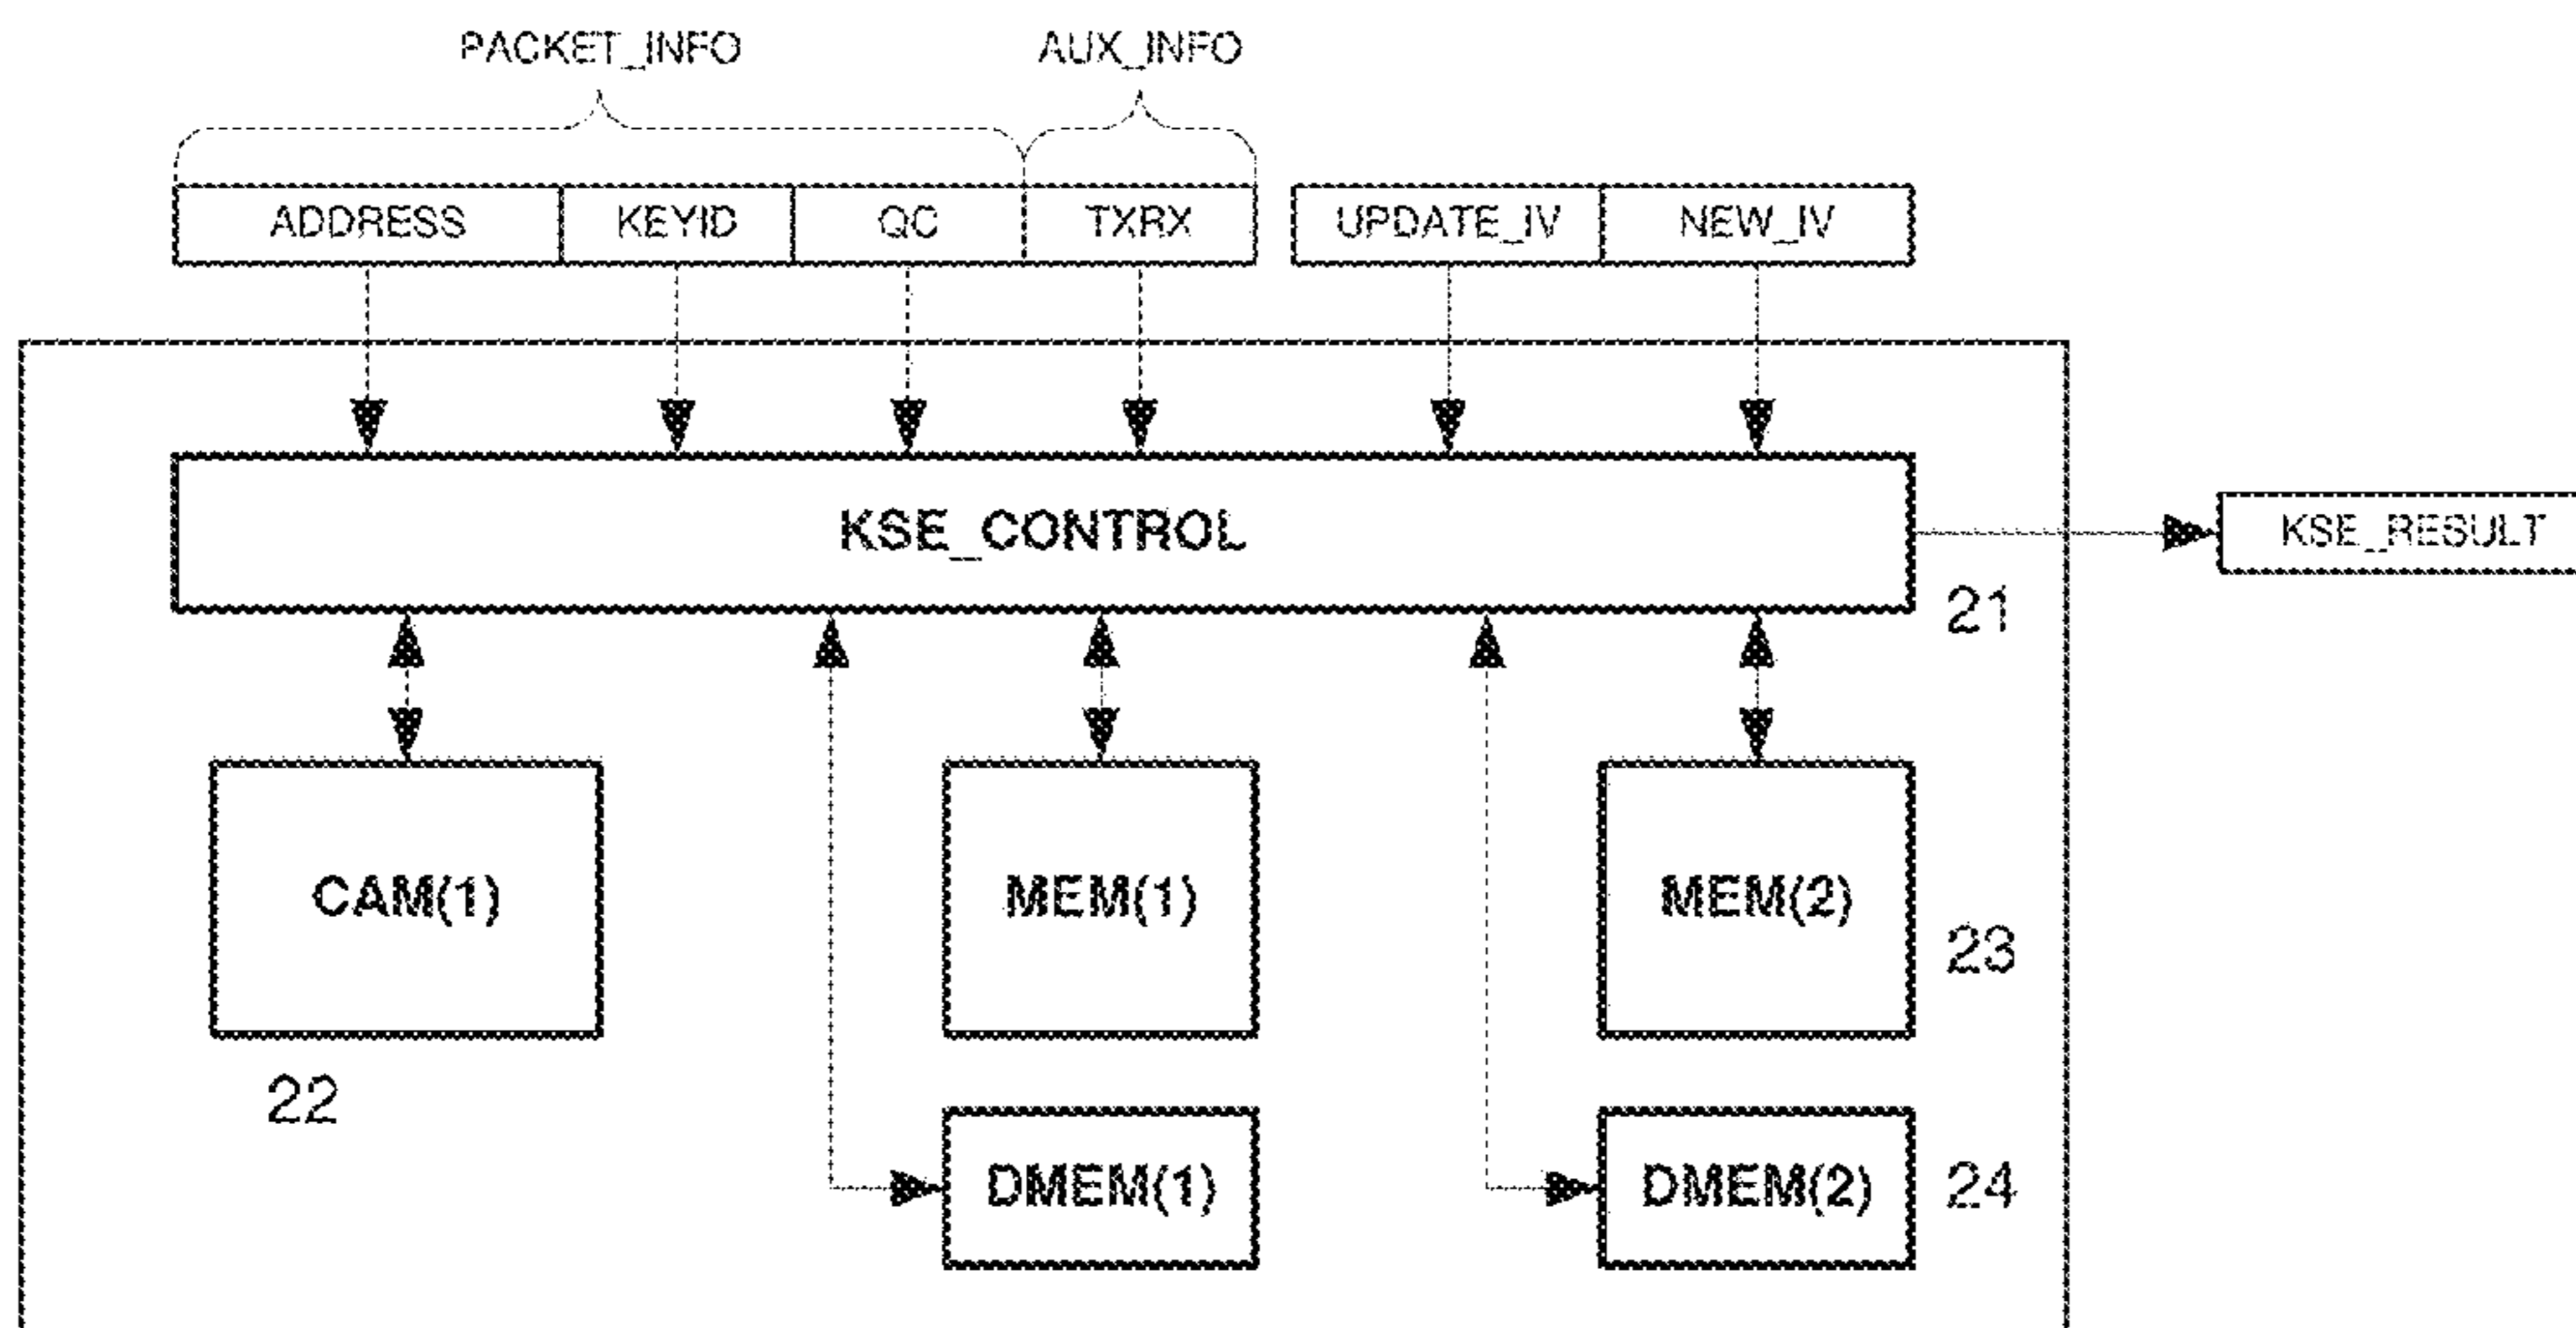 PACKET_INFO AUX_INFO
ADDRESS KEYID QC TXRX UPDATE_IV NEW_IV
KSE_CONTROL
KSE_RESULT
21
CAM(1) MEM(1) MEM(2)
23
22
DMEM(1) DMEM(2) 24